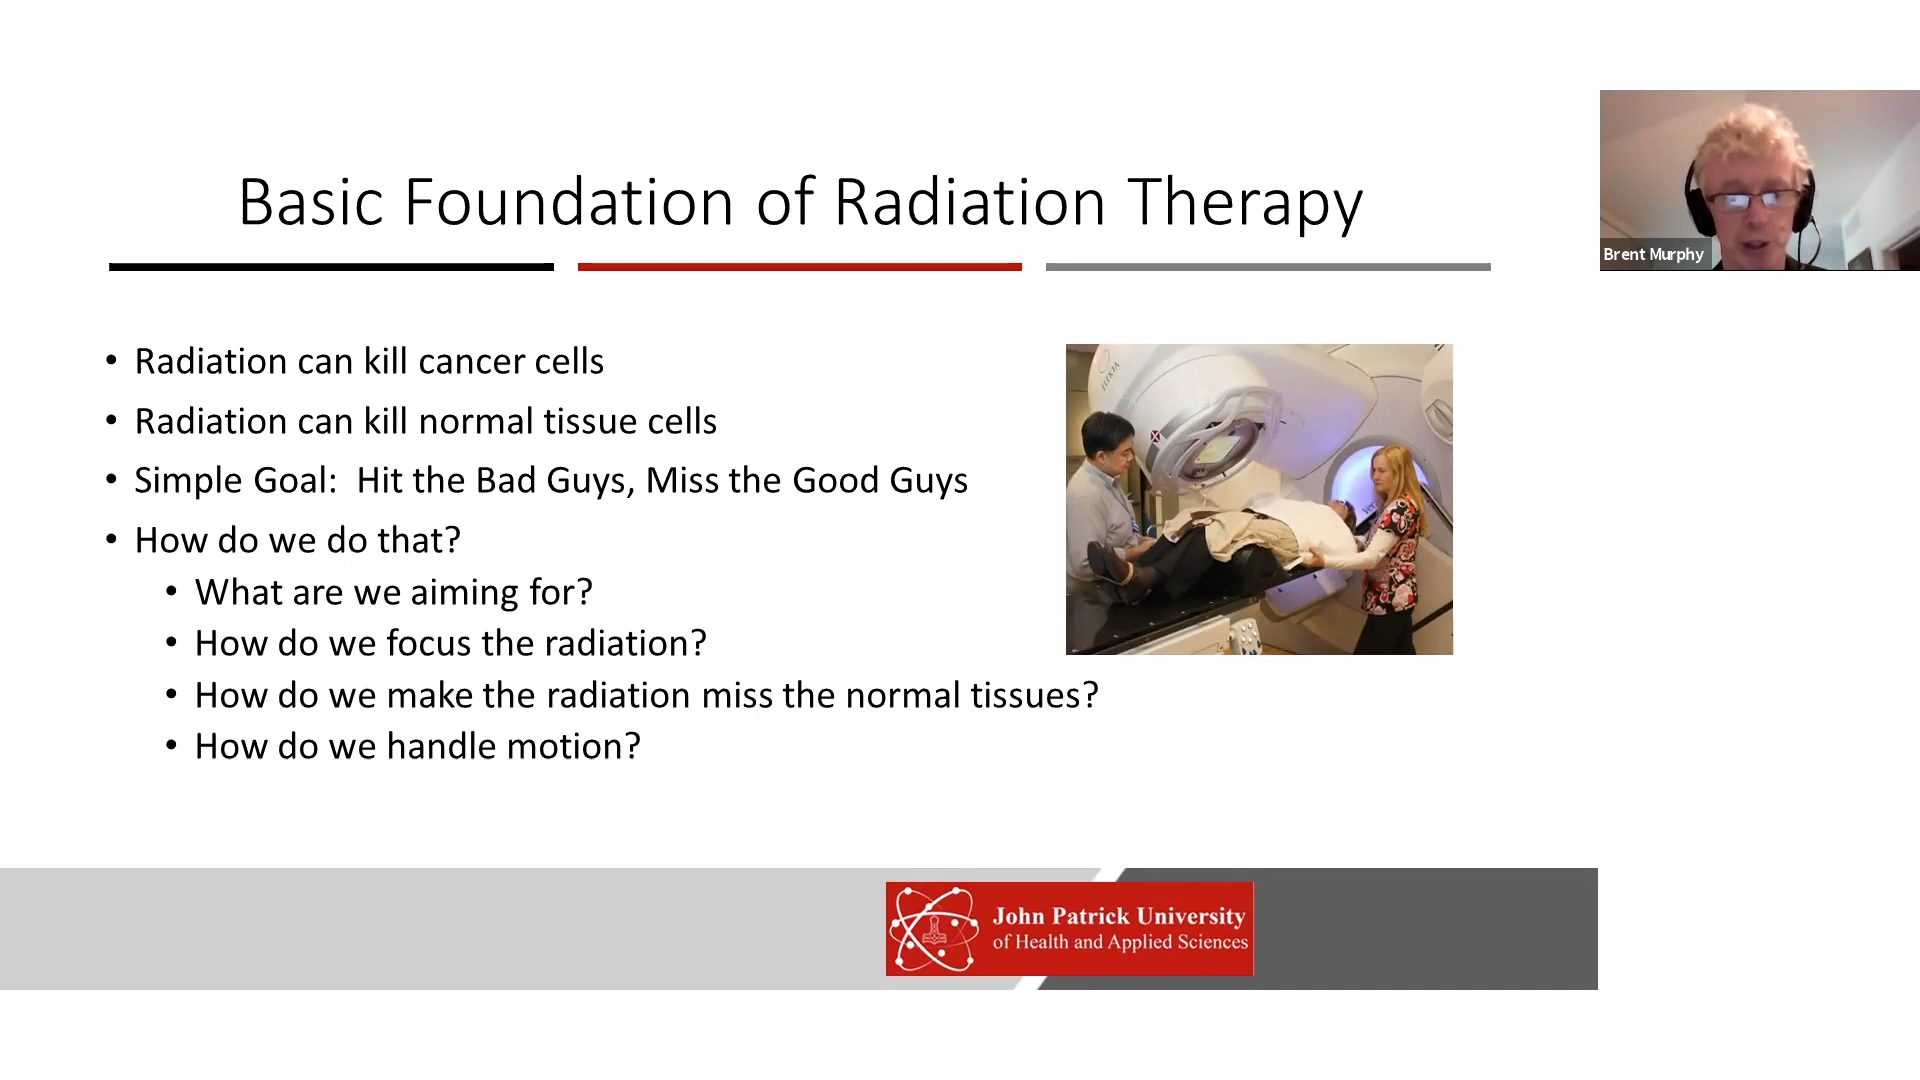 Basic Foundation of Radiation Therapy
Brent Murphy
• Radiation can kill cancer cells
• Radiation can kill normal tissue cells
• Simple Goal:  Hit the Bad Guys, Miss the Good Guys
• How do we do that?
• What are we aiming for?
• How do we focus the radiation?
• How do we make the radiation miss the normal tissues?
• How do we handle motion?
ELEKTA
John Patrick University
of Health and Applied Sciences